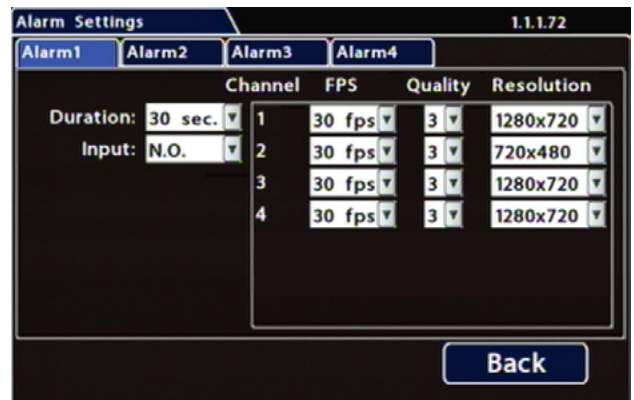 Alarm Settings 1.1.1.72
Alarm1 Alarm2 Alarm3 Alarm4
Channel FPS Quality Resolution
Duration: 30 sec. 1 30 fps 3 1280x720
Input: N.O. 2 30 fps 3 720x480
3 30 fps 3 1280x720
4 30 fps 3 1280x720
Back